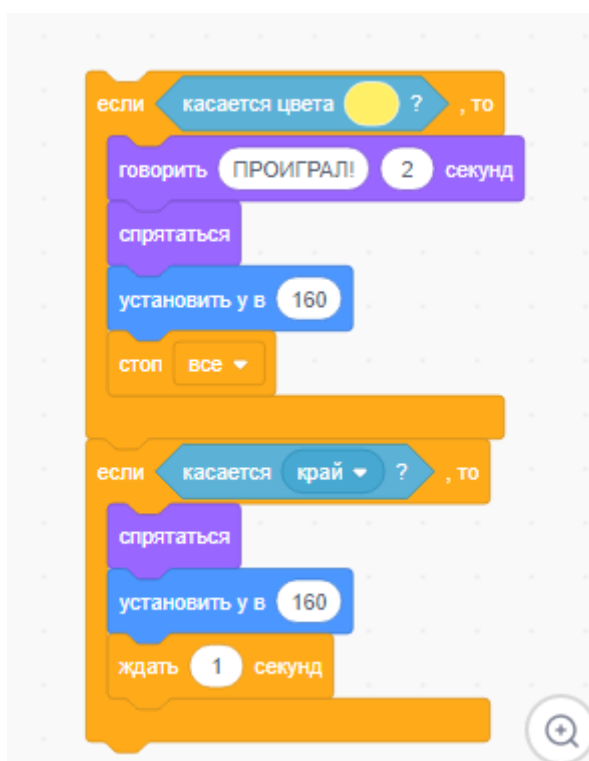 если касается цвета ? , то
говорить ПРОИГРАЛ! 2 секунд
спрятаться
установить y в 160
стоп все
если касается край ? , то
спрятаться
установить y в 160
ждать 1 секунд